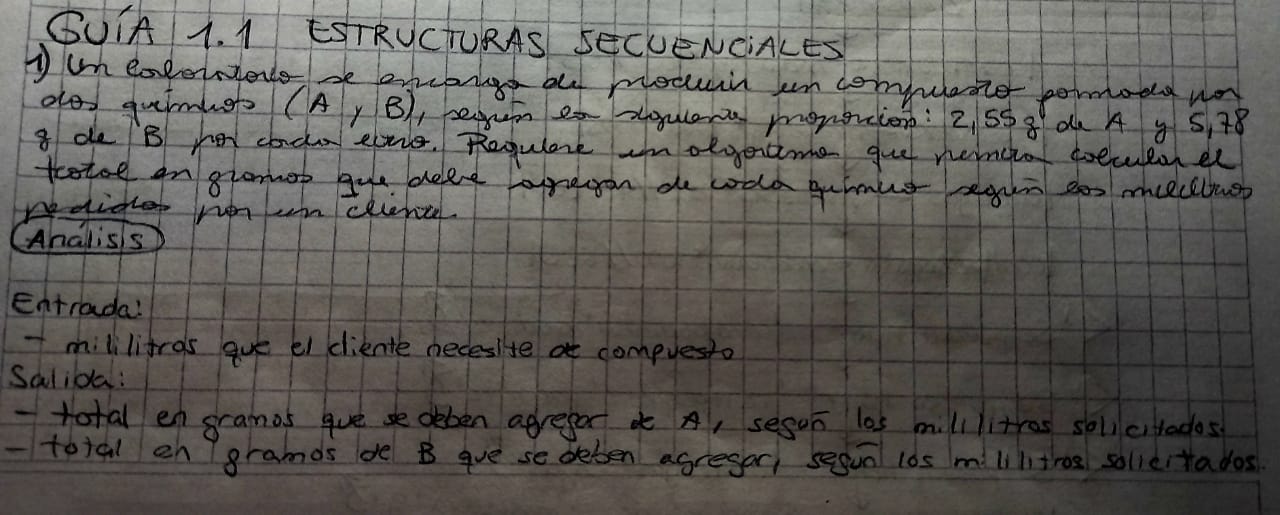 GUÍA 1.1 ESTRUCTURAS SECUENCIALES
1) Un laboratorio se encarga de producir un compuesto formado por
dos químicos (A y B), según la siguiente proporción: 2,55 g de A y 5,78
g de B por cada litro. Requiere un algoritmo que permita calcular el
total en gramos que debe agregar de cada químico según los mililitros
pedidos por un cliente.
Análisis
Entrada:
- mililitros que el cliente necesite de compuesto
Salida:
- total en gramos que se deben agregar de A, según los mililitros solicitados.
- total en gramos de B que se deben agregar, según los mililitros solicitados.